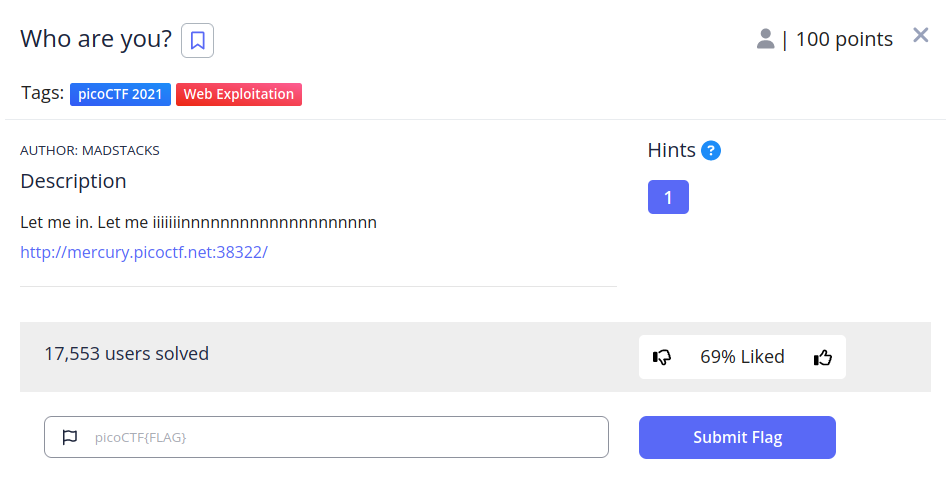 Who are you?
| 100 points
Tags: picoCTF 2021 Web Exploitation
AUTHOR: MADSTACKS
Description
Let me in. Let me iiiiiiinnnnnnnnnnnnnnnnnnnn
http://mercury.picoctf.net:38322/
Hints ?
1
17,553 users solved
69% Liked
picoCTF{FLAG}
Submit Flag